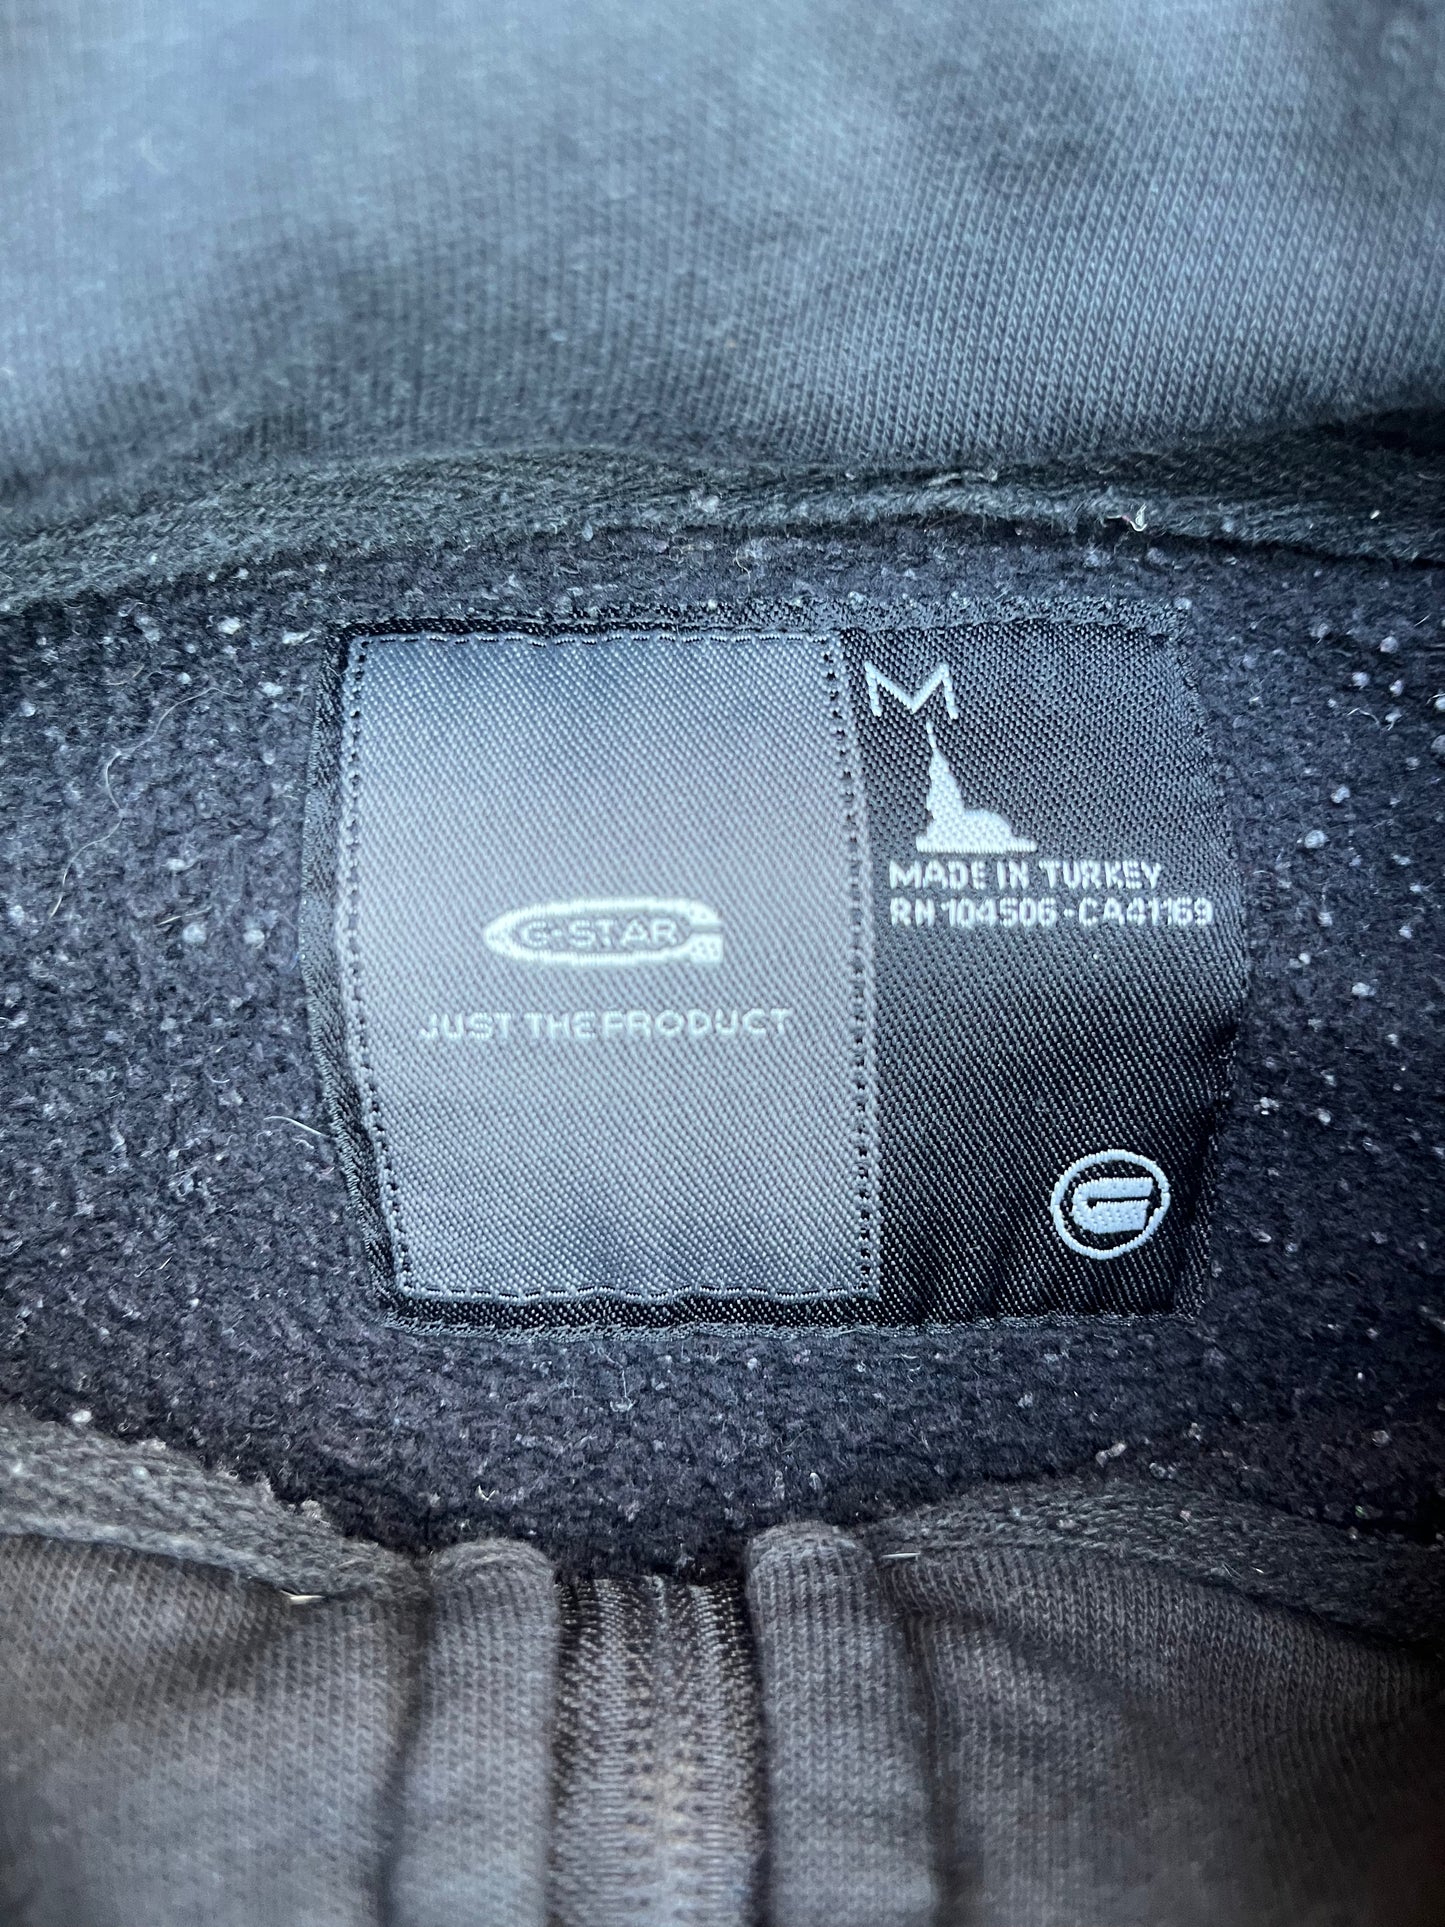 G-STAR
JUST THE PRODUCT
M
MADE IN TURKEY
RN 104506-CA41169